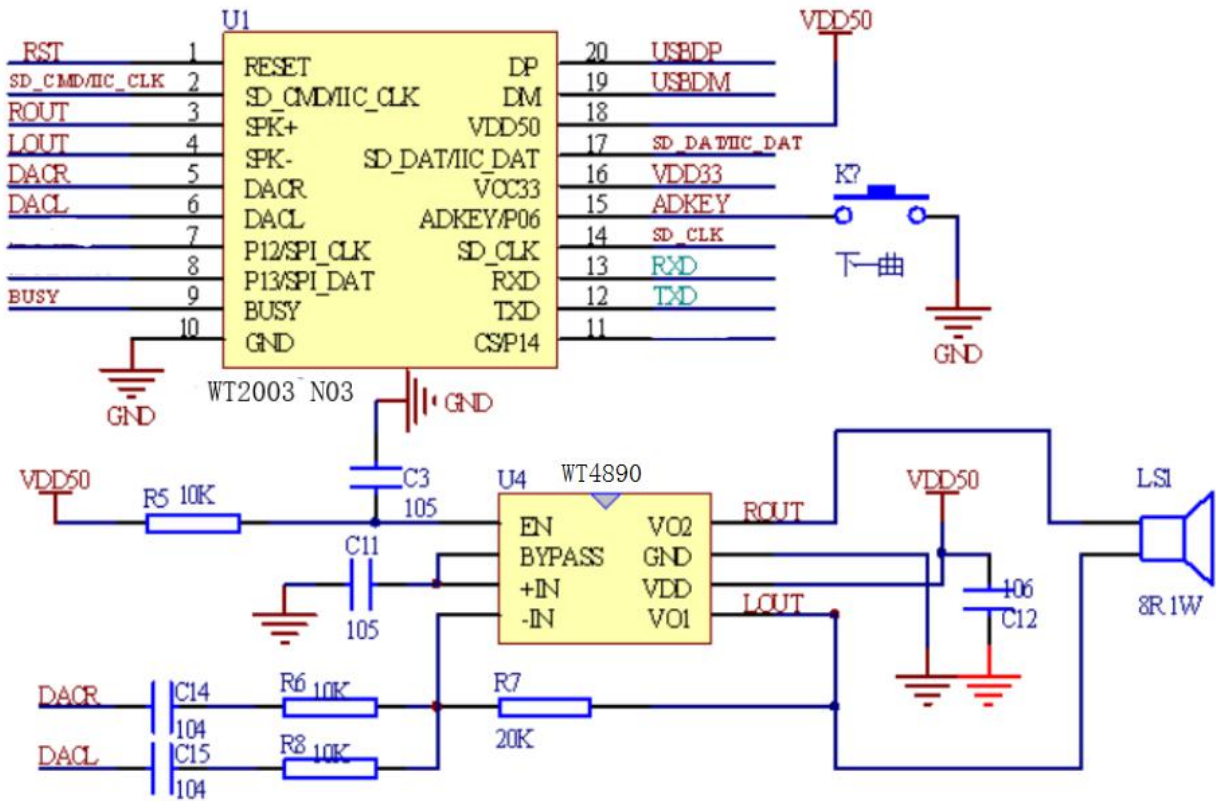 U1
VDD50
RST 1 RESET DP 20 USBDP
SD_CMD/IIC_CLK 2 SD_CMD/IIC_CLK DM 19 USBDM
ROUT 3 SPK+ VDD50 18
LOUT 4 SPK- SD_DAT/IIC_DAT 17 SD_DAT/IIC_DAT
DACR 5 DACR VCC33 16 VDD33
DACL 6 DACL ADKEY/P06 15 ADKEY
K?
7 P12/SPI_CLK SD_CLK 14 SD_CLK
8 P13/SPI_DAT RXD 13 RXD
下一曲
BUSY 9 BUSY TXD 12 TXD
10 GND CS/P14 11
GND
WT2003 N03
GND
GND
VDD50
R5 10K
C3
105
U4
WT4890
VDD50
LS1
EN VO2 ROUT
C11
BYPASS GND
+IN VDD
-IN VO1 LOUT
105
106
C12
8R 1W
DACR
C14
104
R6 10K
R7
20K
DACL
C15
104
R8 10K